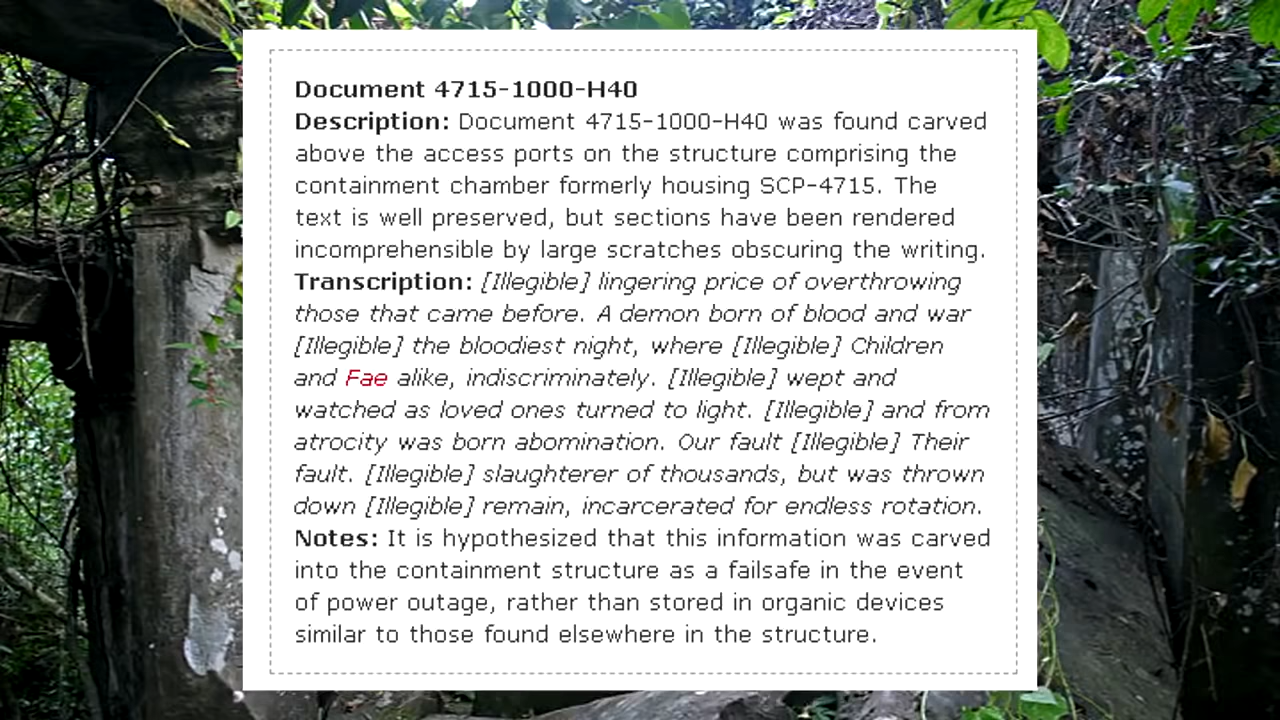 Document 4715-1000-H40
Description: Document 4715-1000-H40 was found carved
above the access ports on the structure comprising the
containment chamber formerly housing SCP-4715. The
text is well preserved, but sections have been rendered
incomprehensible by large scratches obscuring the writing.
Transcription: [Illegible] lingering price of overthrowing
those that came before. A demon born of blood and war
[Illegible] the bloodiest night, where [Illegible] Children
and Fae alike, indiscriminately. [Illegible] wept and
watched as loved ones turned to light. [Illegible] and from
atrocity was born abomination. Our fault [Illegible] Their
fault. [Illegible] slaughterer of thousands, but was thrown
down [Illegible] remain, incarcerated for endless rotation.
Notes: It is hypothesized that this information was carved
into the containment structure as a failsafe in the event
of power outage, rather than stored in organic devices
similar to those found elsewhere in the structure.